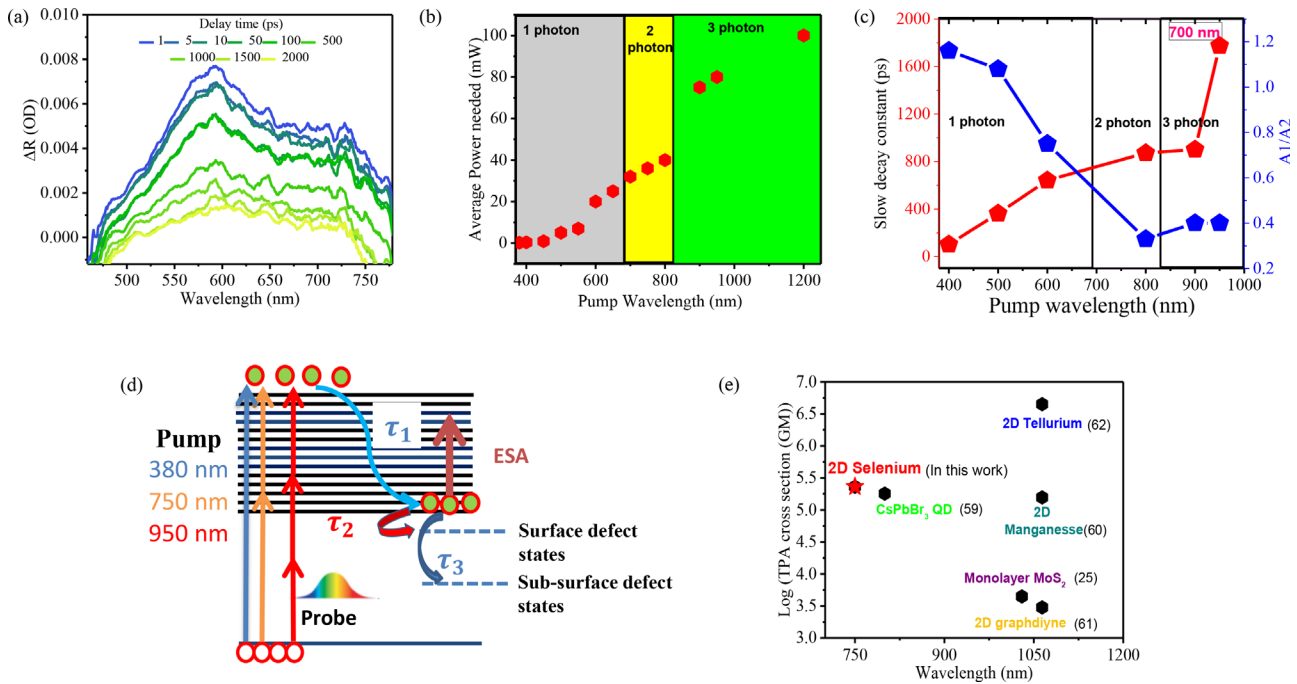 (a)
Delay time (ps)
1 5 10 50 100 500
1000 1500 2000
0.010
0.008
0.006
0.004
0.002
0.000
ΔR (OD)
500 550 600 650 700 750
Wavelength (nm)
(b)
1 photon
2
photon
3 photon
100
80
60
40
20
0
Average Power needed (mW)
400 600 800 1000 1200
Pump Wavelength (nm)
(c)
700 nm
1 photon
2 photon
3 photon
2000
1600
1200
800
400
0
Slow decay constant (ps)
1.2
1.0
0.8
0.6
0.4
0.2
A1/A2
400 500 600 700 800 900 1000
Pump wavelength (nm)
(d)
Pump
380 nm
750 nm
950 nm
τ1
ESA
τ2
τ3
Surface defect
states
Sub-surface defect
states
Probe
(e)
7.0
6.5
6.0
5.5
5.0
4.5
4.0
3.5
3.0
Log (TPA cross section (GM))
2D Tellurium (62)
2D Selenium (In this work)
CsPbBr3 QD (59)
2D
Manganesse(60)
Monolayer MoS2 (25)
2D graphdiyne (61)
750 900 1050 1200
Wavelength (nm)